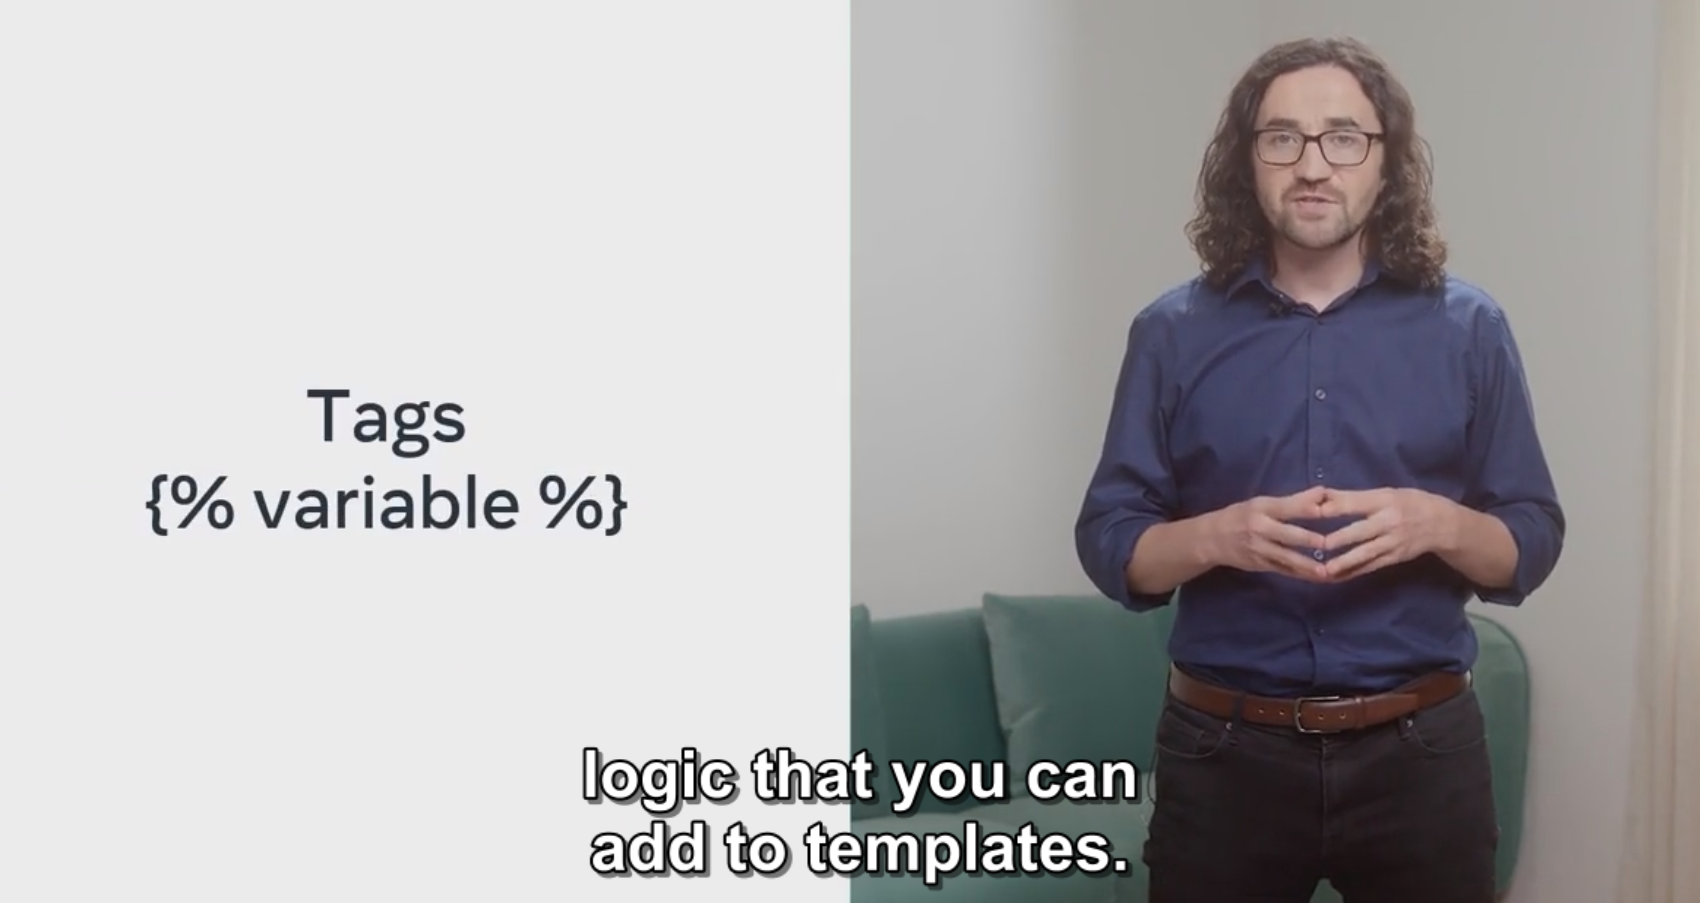 Tags
{% variable %}
logic that you can
add to templates.